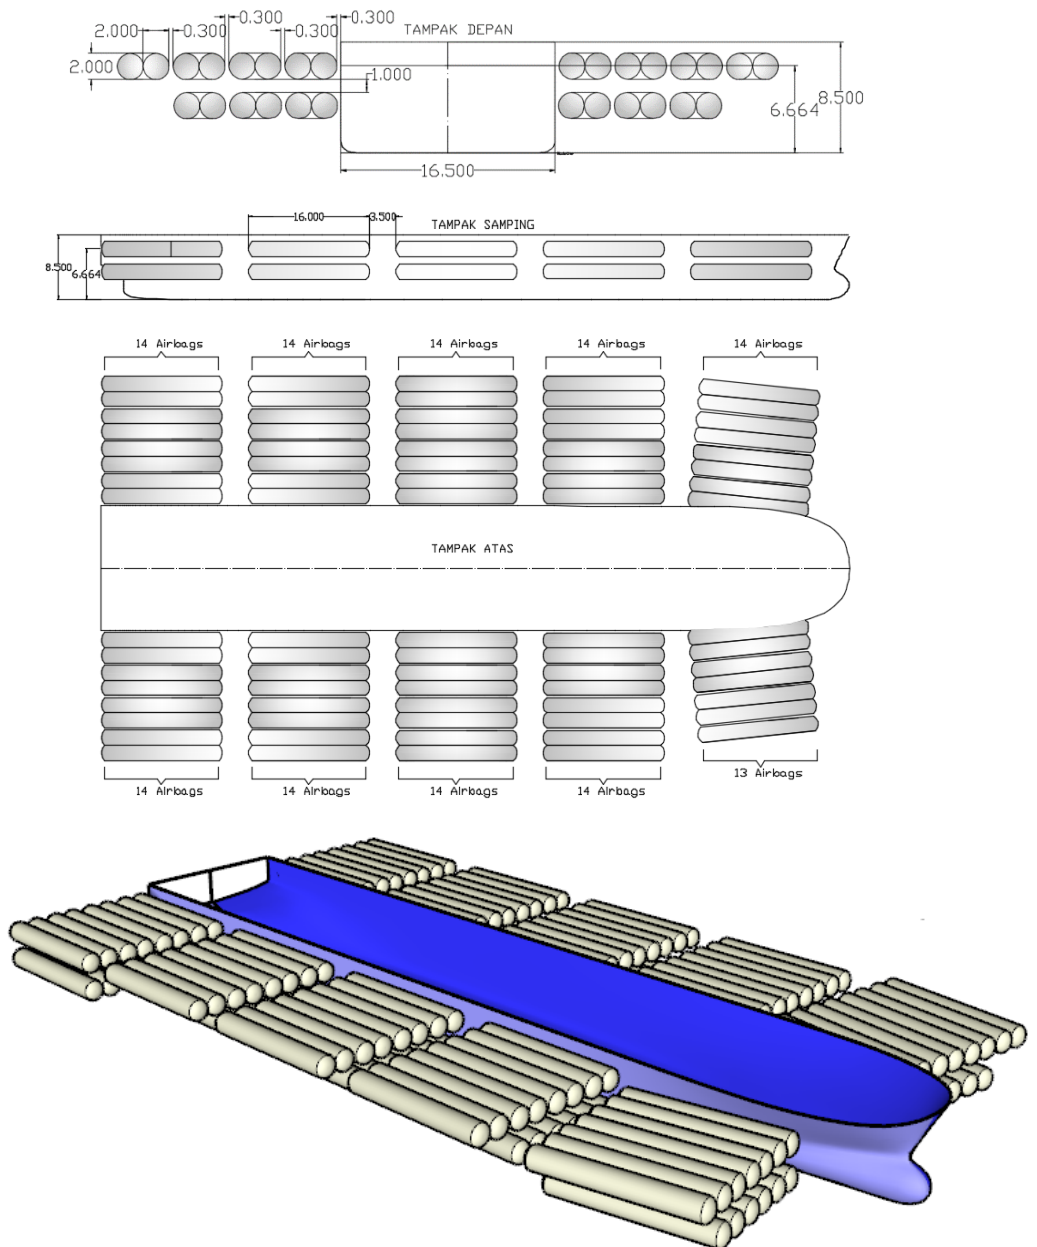 2.000 0.300 0.300 0.300 0.300
TAMPAK DEPAN
2.000
1.000
6.664
8.500
16.500
16.000 3.500
TAMPAK SAMPING
8.500
6.664
14 Airbags 14 Airbags 14 Airbags 14 Airbags 14 Airbags
TAMPAK ATAS
13 Airbags
14 Airbags 14 Airbags 14 Airbags 14 Airbags